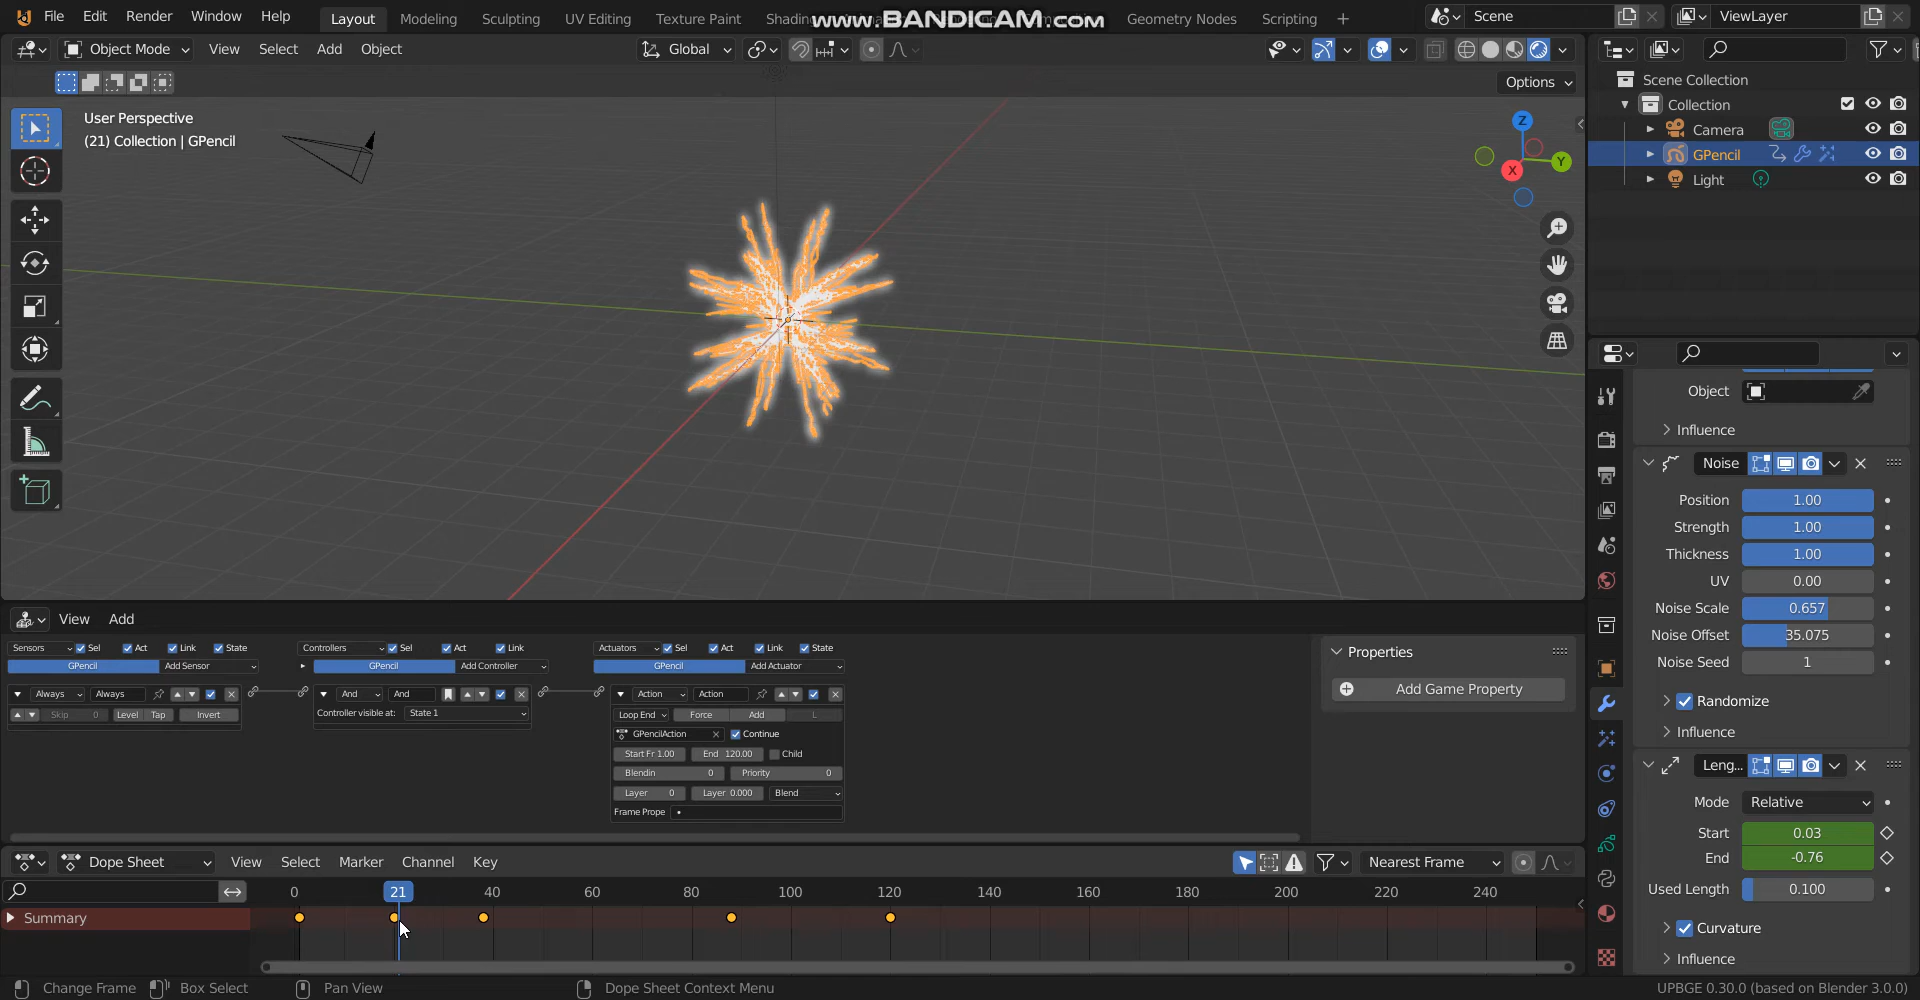 File Edit Render Window Help Layout Modeling Sculpting UV Editing Texture Paint Shading www.BANDICAM.com Geometry Nodes Scripting Scene ViewLayer
Object Mode View Select Add Object Global
Options
User Perspective
(21) Collection | GPencil
Z
Y
X
Scene Collection
Collection
Camera
GPencil
Light
Object
Influence
Noise
Position 1.00
Strength 1.00
Thickness 1.00
UV 0.00
Noise Scale 0.657
Noise Offset 35.075
Noise Seed 1
Randomize
Influence
Leng...
Mode Relative
Start 0.03
End -0.76
Used Length 0.100
Curvature
Influence
View Add
Sensors Sel Act Link State Controllers Sel Act Link Actuators Sel Act Link State
GPencil Add Sensor GPencil Add Controller GPencil Add Actuator
Always Always And And Action Action
Skip 0 Level Tap Invert Controller visible at: State 1 Loop End Force Add L
GPencilAction Continue
Start Fr 1.00 End 120.00 Child
Blendin 0 Priority 0
Layer 0 Layer 0.000 Blend
Frame Prope
Properties
Add Game Property
Dope Sheet View Select Marker Channel Key Nearest Frame
0 21 40 60 80 100 120 140 160 180 200 220 240
Summary
Change Frame Box Select Pan View Dope Sheet Context Menu UPBGE 0.30.0 (based on Blender 3.0.0)